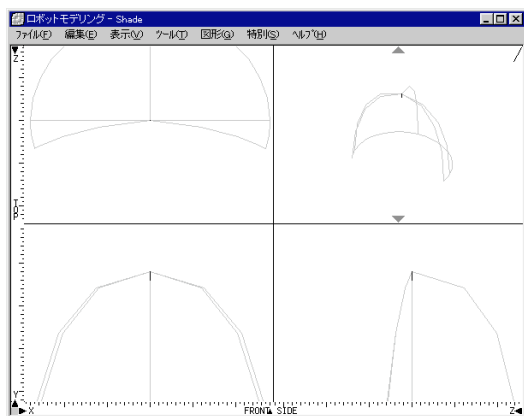 ロボットモデリング - Shade
ファイル(F) 編集(E) 表示(V) ツール(T) 図形(G) 特別(S) ヘルプ(H)
Z
TOP
Y
X FRONT SIDE Z